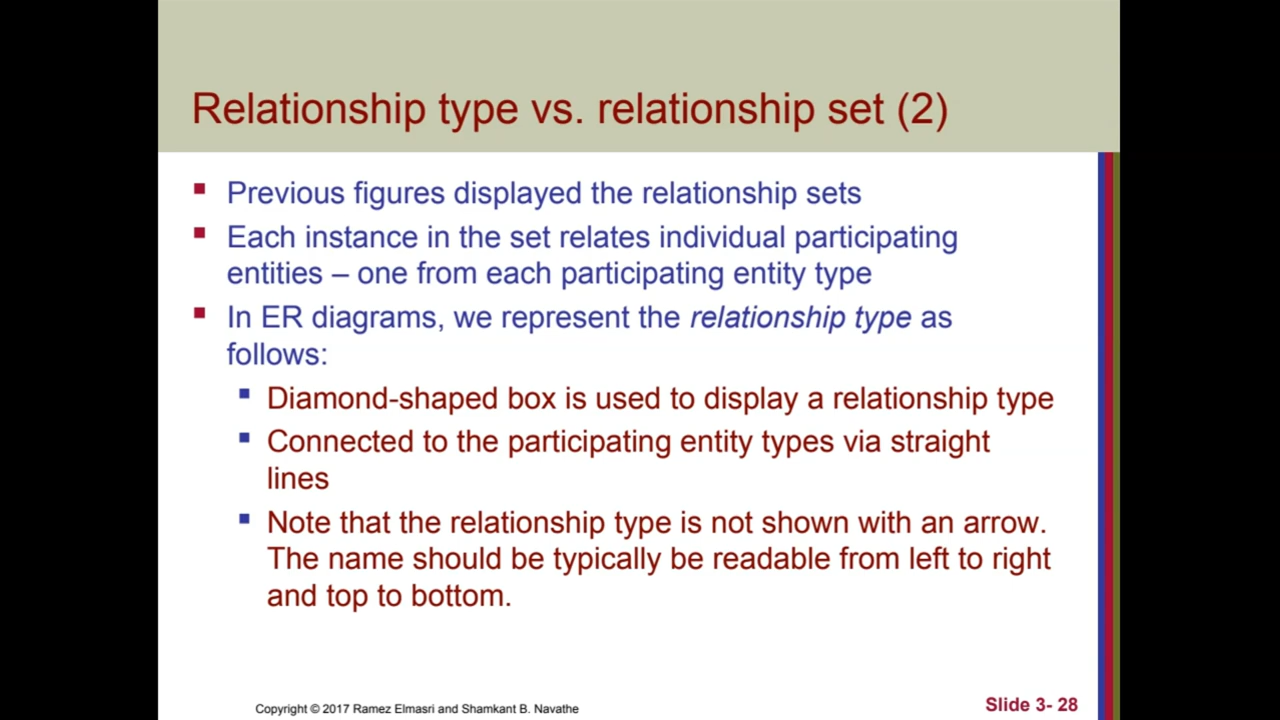 Relationship type vs. relationship set (2)
Previous figures displayed the relationship sets
Each instance in the set relates individual participating
entities – one from each participating entity type
In ER diagrams, we represent the relationship type as
follows:
Diamond-shaped box is used to display a relationship type
Connected to the participating entity types via straight
lines
Note that the relationship type is not shown with an arrow.
The name should be typically be readable from left to right
and top to bottom.
Copyright © 2017 Ramez Elmasri and Shamkant B. Navathe
Slide 3- 28